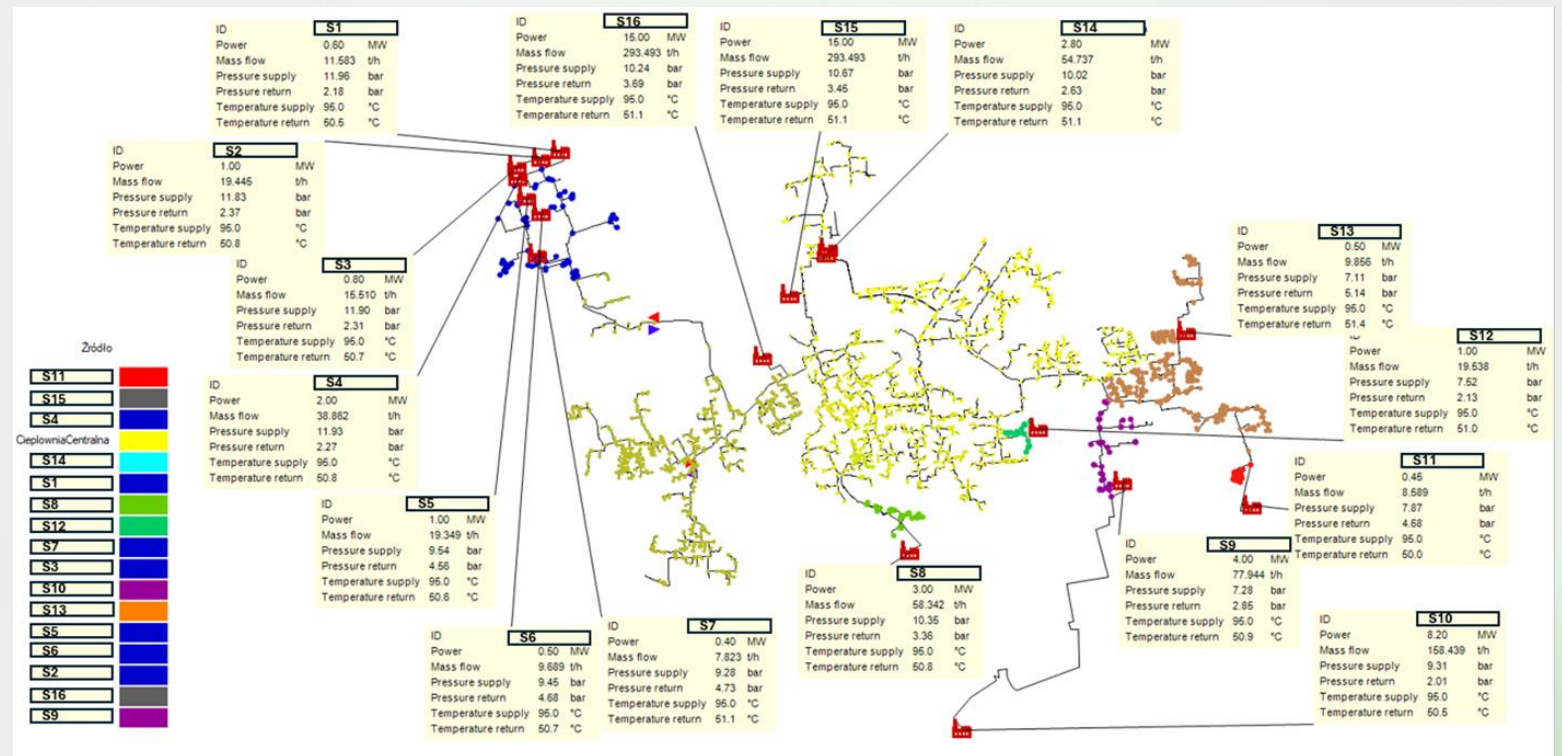 ID S1
Power 0.60 MW
Mass flow 11.583 t/h
Pressure supply 11.96 bar
Pressure return 2.18 bar
Temperature supply 95.0 °C
Temperature return 50.5 °C
ID S16
Power 15.00 MW
Mass flow 293.493 t/h
Pressure supply 10.24 bar
Pressure return 3.69 bar
Temperature supply 95.0 °C
Temperature return 51.1 °C
ID S15
Power 15.00 MW
Mass flow 293.493 t/h
Pressure supply 10.67 bar
Pressure return 3.45 bar
Temperature supply 95.0 °C
Temperature return 51.1 °C
ID S14
Power 2.80 MW
Mass flow 54.737 t/h
Pressure supply 10.02 bar
Pressure return 2.63 bar
Temperature supply 95.0 °C
Temperature return 51.1 °C
ID S2
Power 1.00 MW
Mass flow 19.445 t/h
Pressure supply 11.83 bar
Pressure return 2.37 bar
Temperature supply 95.0 °C
Temperature return 50.8 °C
ID S3
Power 0.80 MW
Mass flow 15.510 t/h
Pressure supply 11.90 bar
Pressure return 2.31 bar
Temperature supply 95.0 °C
Temperature return 50.7 °C
ID S13
Power 0.50 MW
Mass flow 9.856 t/h
Pressure supply 7.11 bar
Pressure return 5.14 bar
Temperature supply 95.0 °C
Temperature return 51.4 °C
S12
Power 1.00 MW
Mass flow 19.538 t/h
Pressure supply 7.52 bar
Pressure return 2.13 bar
Temperature supply 95.0 °C
Temperature return 51.0 °C
ID S4
Power 2.00 MW
Mass flow 38.862 t/h
Pressure supply 11.93 bar
Pressure return 2.27 bar
Temperature supply 95.0 °C
Temperature return 50.8 °C
ID S5
Power 1.00 MW
Mass flow 19.349 t/h
Pressure supply 9.54 bar
Pressure return 4.56 bar
Temperature supply 95.0 °C
Temperature return 50.6 °C
ID S11
Power 0.45 MW
Mass flow 8.689 t/h
Pressure supply 7.87 bar
Pressure return 4.68 bar
Temperature supply 95.0 °C
Temperature return 50.0 °C
ID S9
Power 4.00 MW
Mass flow 77.944 t/h
Pressure supply 7.28 bar
Pressure return 2.85 bar
Temperature supply 95.0 °C
Temperature return 50.9 °C
ID S8
Power 3.00 MW
Mass flow 58.342 t/h
Pressure supply 10.35 bar
Pressure return 3.36 bar
Temperature supply 95.0 °C
Temperature return 50.8 °C
ID S6
Power 0.50 MW
Mass flow 9.689 t/h
Pressure supply 9.45 bar
Pressure return 4.68 bar
Temperature supply 95.0 °C
Temperature return 50.7 °C
ID S7
Power 0.40 MW
Mass flow 7.823 t/h
Pressure supply 9.28 bar
Pressure return 4.73 bar
Temperature supply 95.0 °C
Temperature return 51.1 °C
ID S10
Power 8.20 MW
Mass flow 158.439 t/h
Pressure supply 9.31 bar
Pressure return 2.01 bar
Temperature supply 95.0 °C
Temperature return 50.5 °C
Źródło
S11
S15
S4
CieplowniaCentralna
S14
S1
S8
S12
S7
S3
S10
S13
S5
S6
S2
S16
S9